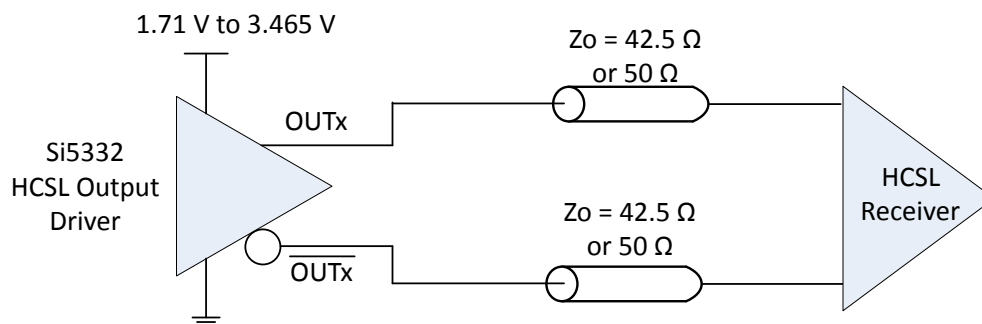 1.71 V to 3.465 V
Zo = 42.5 Ω
or 50 Ω
OUTx
Si5332
HCSL Output
Driver
HCSL
Receiver
Zo = 42.5 Ω
or 50 Ω
OUTx